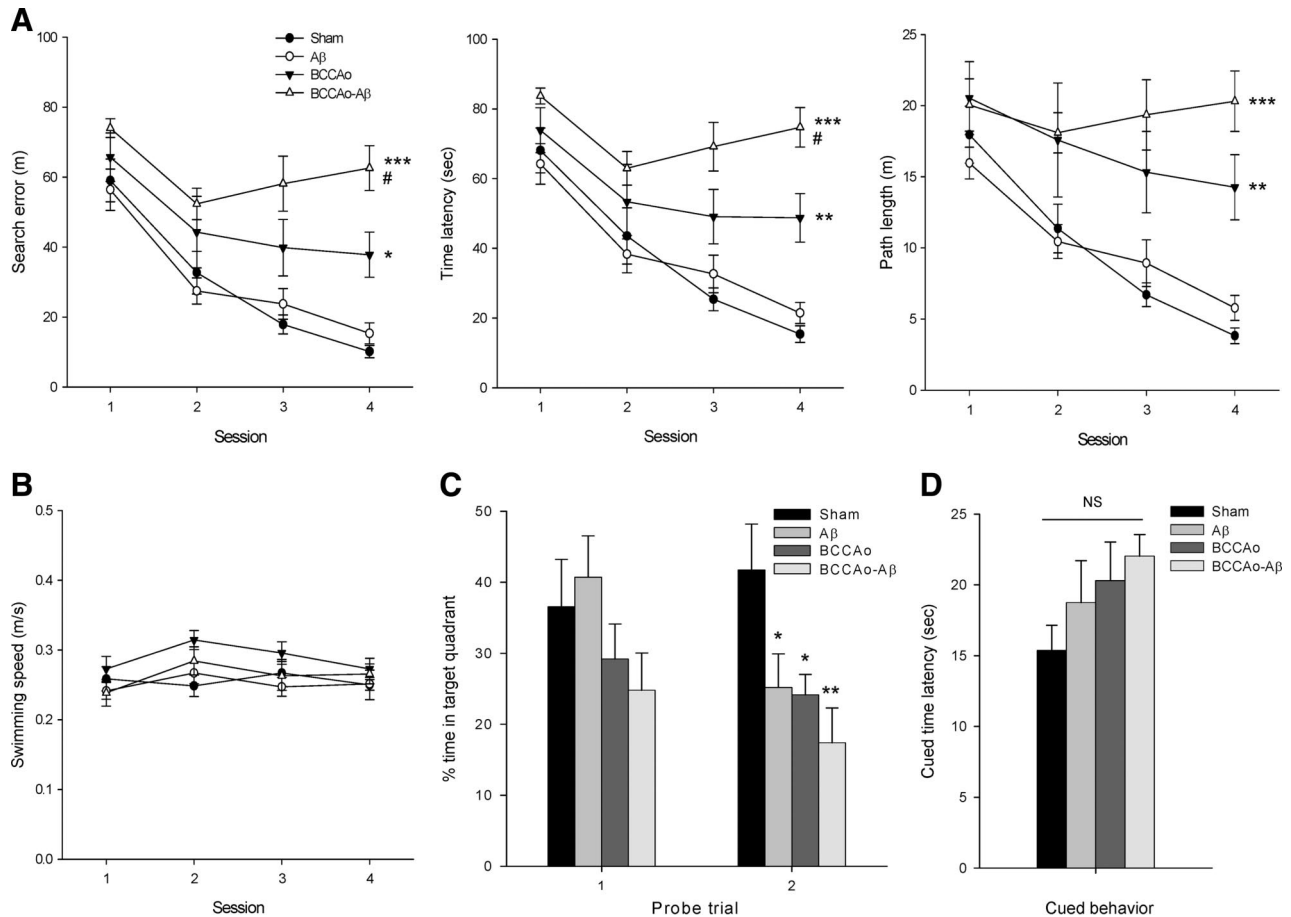 A
Search error (m)
100
80
60
40
20
0
1 2 3 4
Session
Sham
Aβ
BCCAo
BCCAo-Aβ
***
#
*
Time latency (sec)
100
80
60
40
20
0
1 2 3 4
Session
***
#
**
Path length (m)
25
20
15
10
5
0
1 2 3 4
Session
***
**
B
Swimming speed (m/s)
0.5
0.4
0.3
0.2
0.1
0.0
1 2 3 4
Session
C
% time in target quadrant
50
40
30
20
10
0
1 2
Probe trial
Sham
Aβ
BCCAo
BCCAo-Aβ
*
*
**
D
Cued time latency (sec)
25
20
15
10
5
0
NS
Cued behavior
Sham
Aβ
BCCAo
BCCAo-Aβ